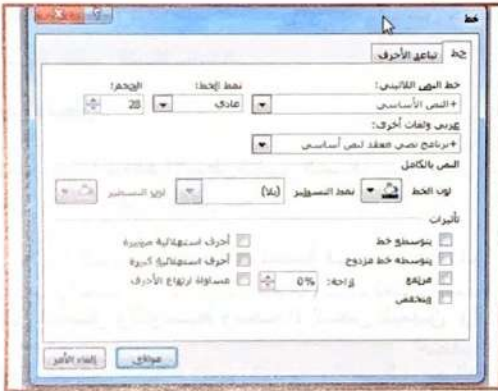 خط
خط تباعد الأحرف
خط النص اللاتيني: نمط الخط: الحجم:
+النص الأساسي عادي 28
عربي ولغات أخرى:
+برنامج نصي معقد لنص أساسي
النص بالكامل
لون الخط نمط التسطير (بلا) لون التسطير
تأثيرات
يتوسطع خط أحرف استهلالية صغيرة
يتوسطه خط مزدوج أحرف استهلالية كبيرة
مرتفع إزاحة: 0% مساواة ارتفاع الأحرف
منخفض
موافق إلغاء الأمر